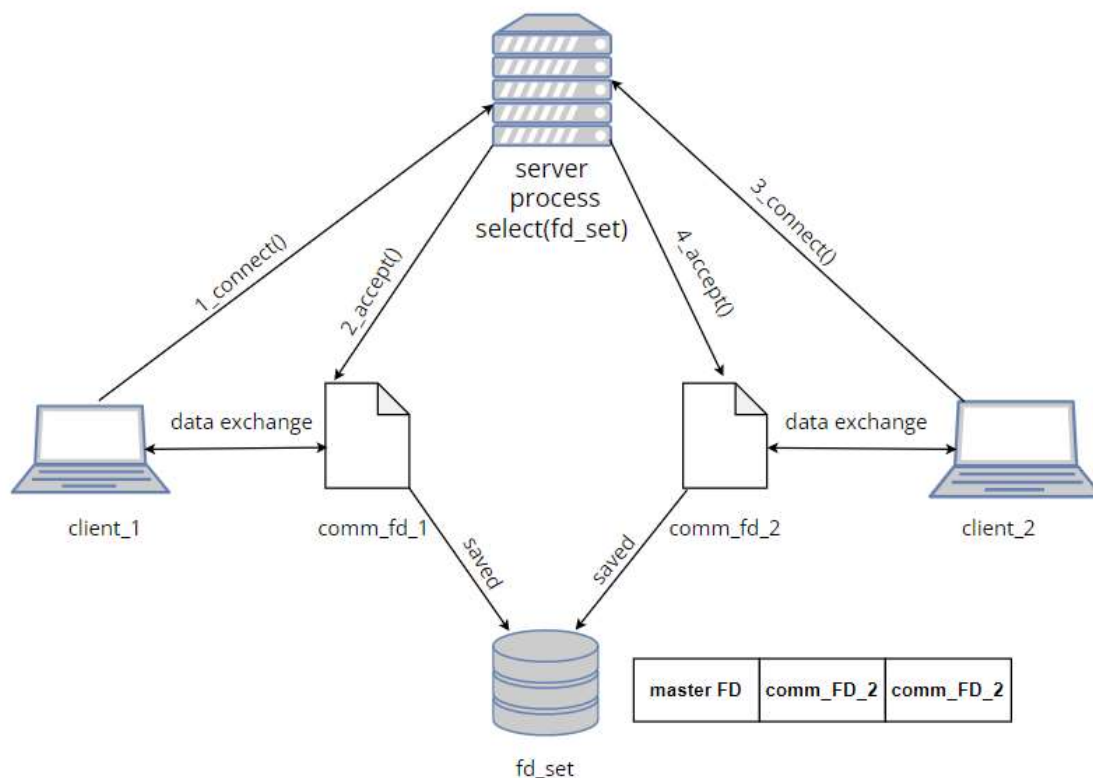 server
process
select(fd_set)
1_connect()
2_accept()
4_accept()
3_connect()
data exchange
data exchange
client_1
comm_fd_1
comm_fd_2
client_2
saved
saved
master FD
comm_FD_2
comm_FD_2
fd_set